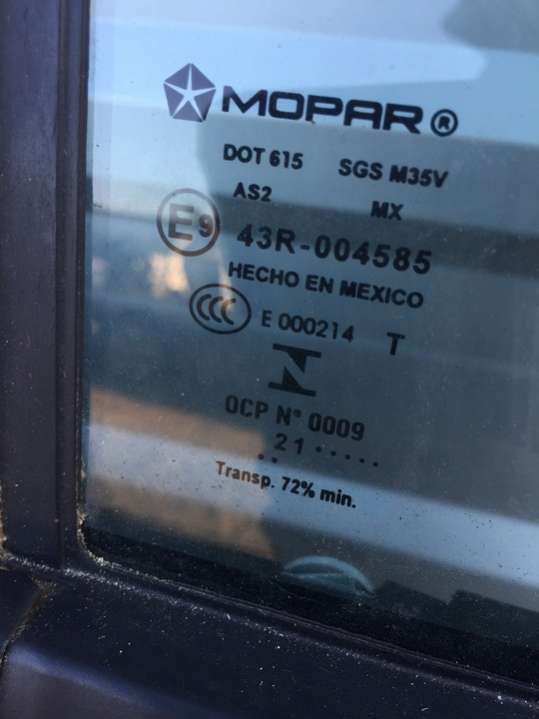 MOPAR®
DOT 615 SGS M35V
AS2 MX
E9 43R-004585
HECHO EN MEXICO
CCC E 000214 T
OCP N° 0009
21
Transp. 72% min.